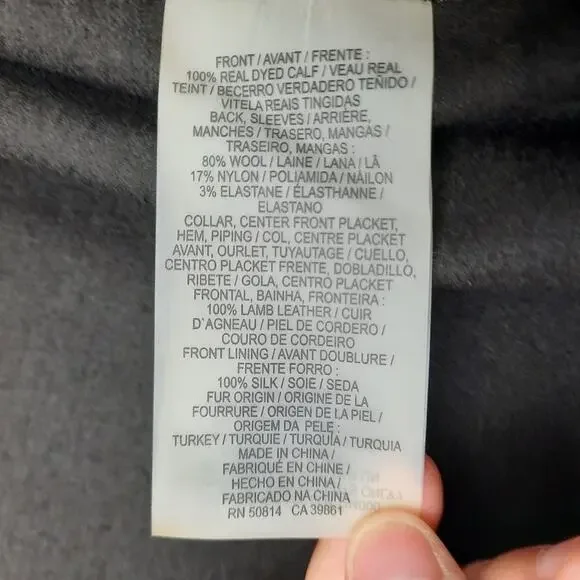 FRONT / AVANT / FRENTE :
100% REAL DYED CALF / VEAU REAL
TEINT / BECERRO VERDADERO TEÑIDO /
VITELA REAIS TINGIDAS
BACK, SLEEVES / ARRIÈRE,
MANCHES / TRASERO, MANGAS /
TRASEIRO, MANGAS :
80% WOOL / LAINE / LANA / LÃ
17% NYLON / POLIAMIDA / NÁILON
3% ELASTANE / ÉLASTHANNE /
ELASTANO
COLLAR, CENTER FRONT PLACKET,
HEM, PIPING / COL, CENTRE PLACKET
AVANT, OURLET, TUYAUTAGE / CUELLO,
CENTRO PLACKET FRENTE, DOBLADILLO,
RIBETE / GOLA, CENTRO PLACKET
FRONTAL, BAINHA, FRONTEIRA :
100% LAMB LEATHER / CUIR
D`AGNEAU / PIEL DE CORDERO /
COURO DE CORDEIRO
FRONT LINING / AVANT DOUBLURE /
FRENTE FORRO :
100% SILK / SOIE / SEDA
FUR ORIGIN / ORIGINE DE LA
FOURRURE / ORIGEN DE LA PIEL /
ORIGEM DA PELE :
TURKEY / TURQUIE / TURQUÍA / TURQUIA
MADE IN CHINA /
FABRIQUÉ EN CHINE /
HECHO EN CHINA /
FABRICADO NA CHINA
RN 50814 CA 39861